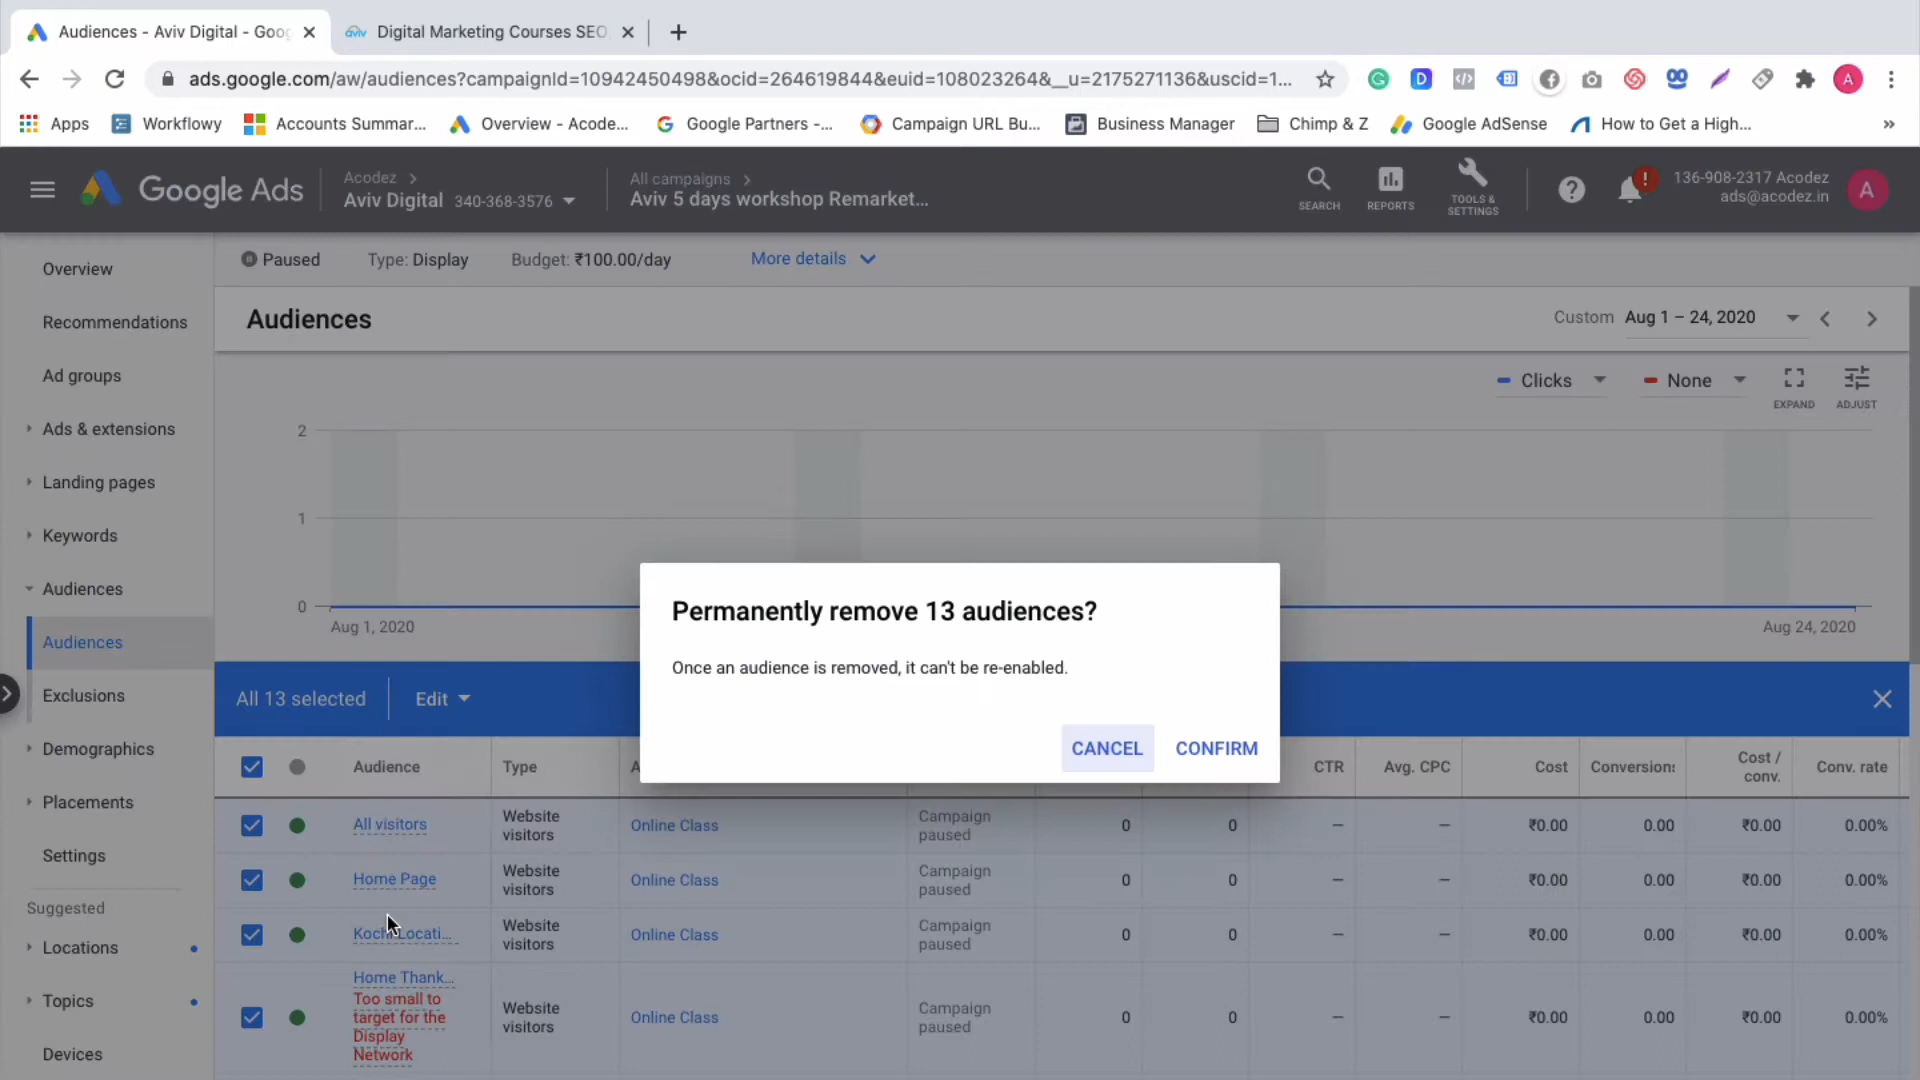 Audiences - Aviv Digital - Goog
aviv Digital Marketing Courses SEO
ads.google.com/aw/audiences?campaignId=10942450498&ocid=264619844&euid=108023264&__u=2175271136&uscid=1...
Apps Workflowy Accounts Summar... Overview - Acode... Google Partners -... Campaign URL Bu... Business Manager Chimp & Z Google AdSense How to Get a High... »
Google Ads
Acodez >
Aviv Digital 340-368-3576
All campaigns >
Aviv 5 days workshop Remarket...
SEARCH
REPORTS
TOOLS &
SETTINGS
!
136-908-2317 Acodez
ads@acodez.in
A
Overview
Recommendations
Ad groups
Ads & extensions
Landing pages
Keywords
Audiences
Audiences
Exclusions
Demographics
Placements
Settings
Suggested
Locations
Topics
Devices
Paused Type: Display Budget: ₹100.00/day More details
Audiences
Custom Aug 1 – 24, 2020
Clicks None
EXPAND ADJUST
2
1
0
Aug 1, 2020 Aug 24, 2020
Permanently remove 13 audiences?
Once an audience is removed, it can't be re-enabled.
CANCEL CONFIRM
All 13 selected Edit
Audience Type A CTR Avg. CPC Cost Conversions Cost /
conv. Conv. rate
All visitors Website
visitors Online Class Campaign
paused 0 0 – – ₹0.00 0.00 ₹0.00 0.00%
Home Page Website
visitors Online Class Campaign
paused 0 0 – – ₹0.00 0.00 ₹0.00 0.00%
Kochi Locati... Website
visitors Online Class Campaign
paused 0 0 – – ₹0.00 0.00 ₹0.00 0.00%
Home Thank...
Too small to
target for the
Display
Network
Website
visitors Online Class Campaign
paused 0 0 – – ₹0.00 0.00 ₹0.00 0.00%